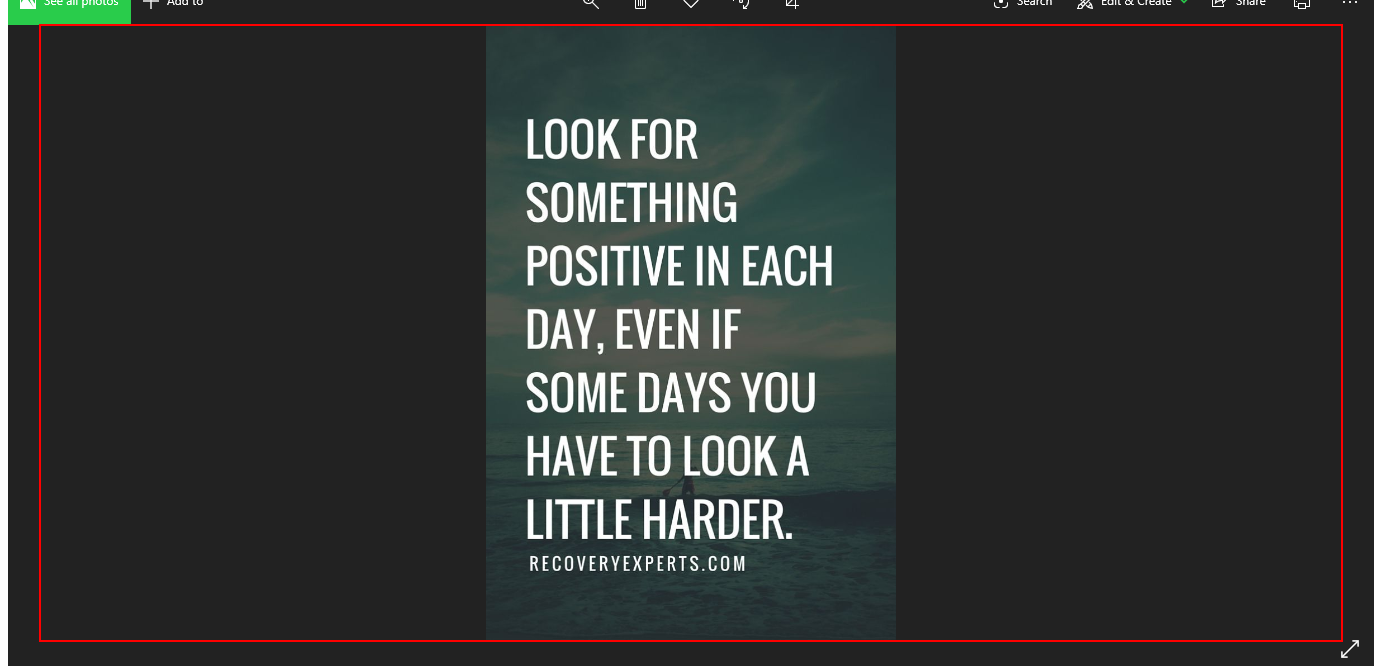 See all photos Add to Search Edit & Create Share
LOOK FOR
SOMETHING
POSITIVE IN EACH
DAY, EVEN IF
SOME DAYS YOU
HAVE TO LOOK A
LITTLE HARDER.
RECOVERYEXPERTS.COM